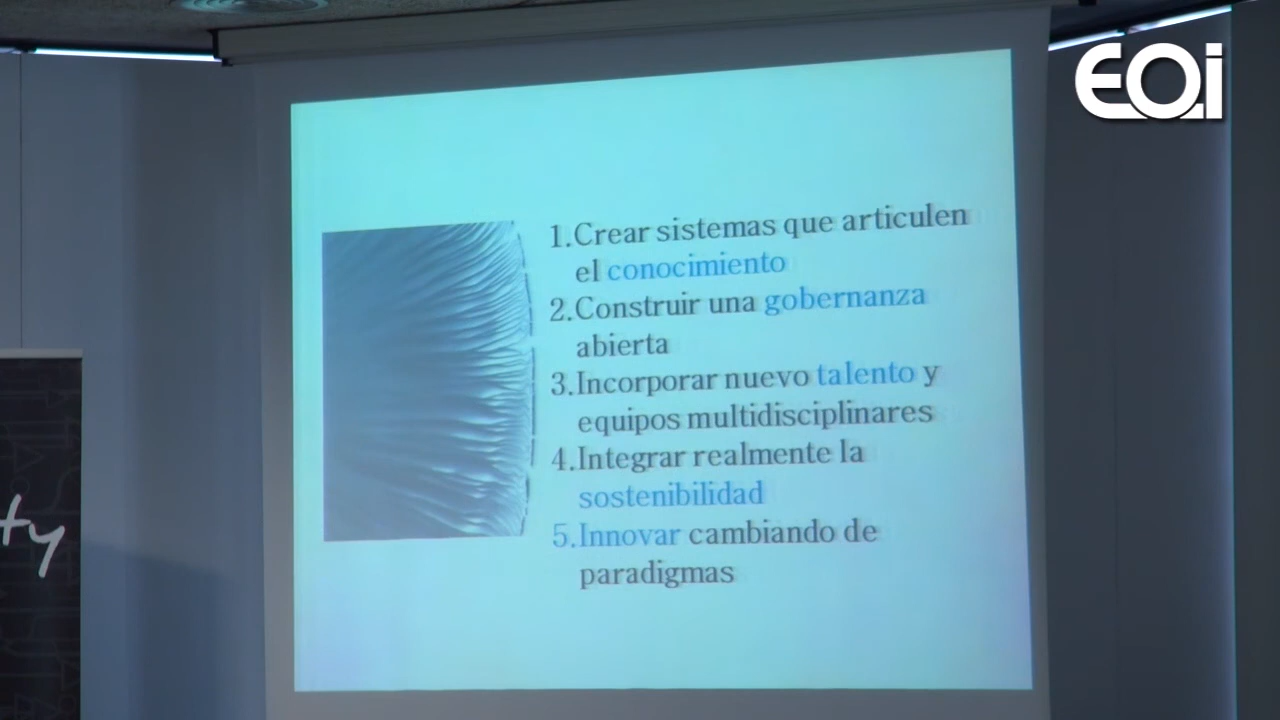 EOi
1.Crear sistemas que articulen
el conocimiento
2.Construir una gobernanza
abierta
3.Incorporar nuevo talento y
equipos multidisciplinares
4.Integrar realmente la
sostenibilidad
5.Innovar cambiando de
paradigmas
ty